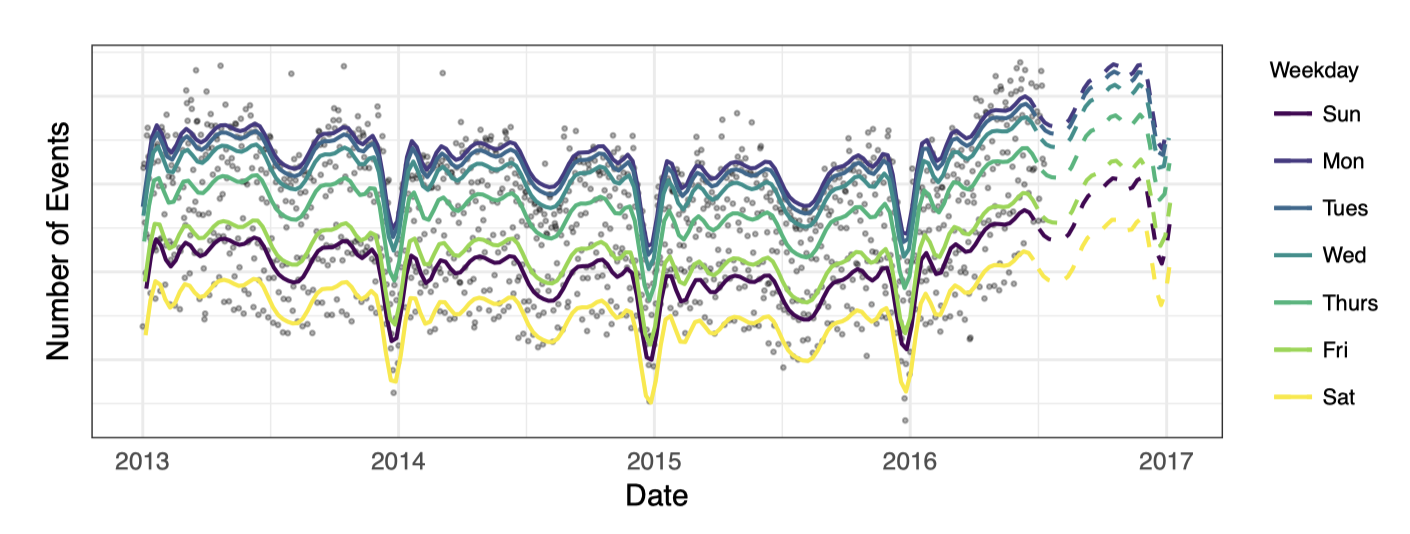 Number of Events
2013 2014 2015 2016 2017
Date
Weekday
Sun
Mon
Tues
Wed
Thurs
Fri
Sat